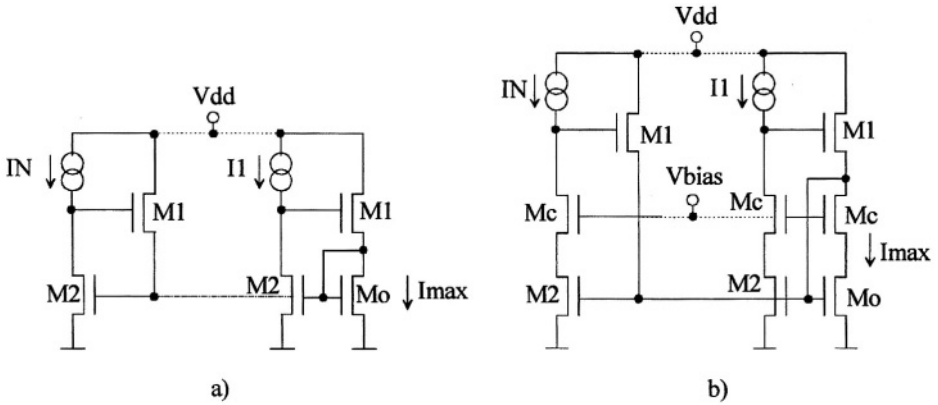 Vdd
IN
I1
M1
M1
M2
M2
Mo
Imax
a)
Vdd
IN
I1
M1
M1
Vbias
Mc
Mc
Mc
Imax
M2
M2
Mo
b)